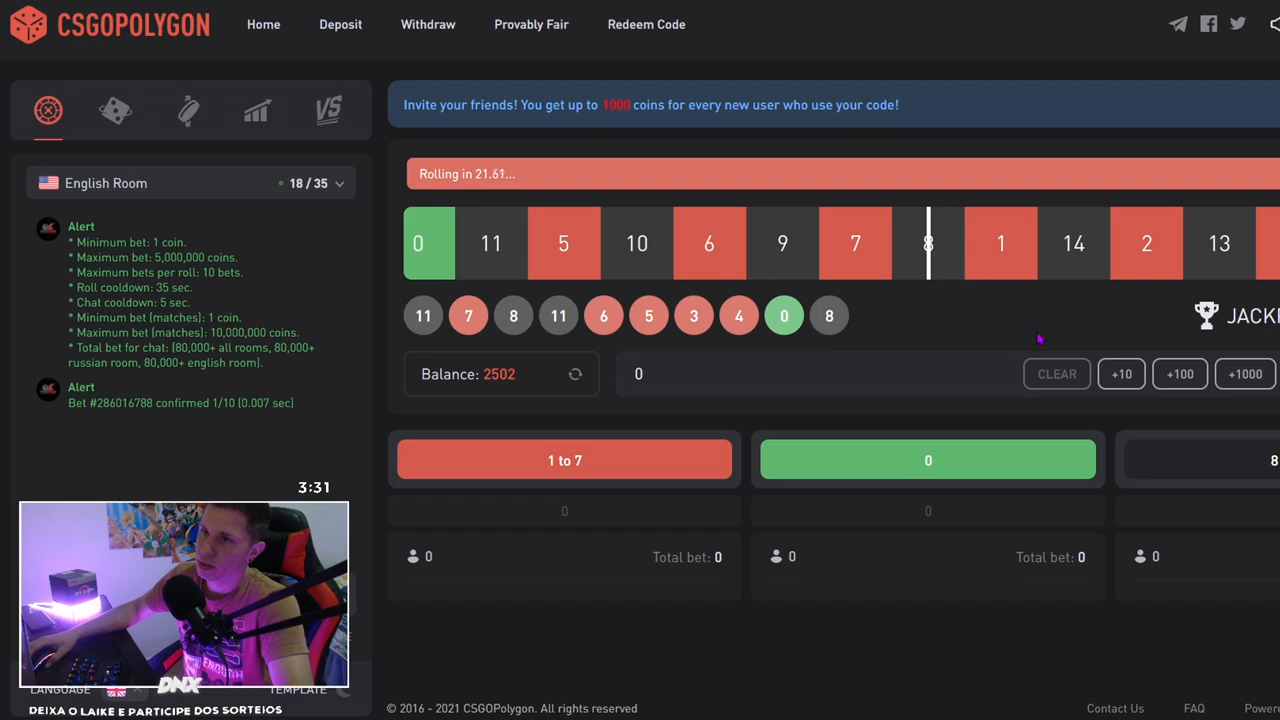 CSGOPOLYGON
Home
Deposit
Withdraw
Provably Fair
Redeem Code
VS
Invite your friends! You get up to 1000 coins for every new user who use your code!
Rolling in 21.61...
English Room
18 / 35
0 11 5 10 6 9 7 8 1 14 2 13
Alert
* Minimum bet: 1 coin.
* Maximum bet: 5,000,000 coins.
* Maximum bets per roll: 10 bets.
* Roll cooldown: 35 sec.
* Chat cooldown: 5 sec.
* Minimum bet (matches): 1 coin.
* Maximum bet (matches): 10,000,000 coins.
* Total bet for chat: [80,000+ all rooms, 80,000+
russian room, 80,000+ english room].
Alert
Bet #286016788 confirmed 1/10 [0.007 sec]
11 7 8 11 6 5 3 4 0 8
JACK
Balance: 2502
0
CLEAR
+10
+100
+1000
1 to 7
0
8
0
0
0
Total bet: 0
0
Total bet: 0
0
3:31
ENOUGH
DNX
LANGUAGE
TEMPLATE
DEIXA O LAIKE E PARTICIPE DOS SORTEIOS
© 2016 - 2021 CSGOPolygon. All rights reserved
Contact Us
FAQ
Power